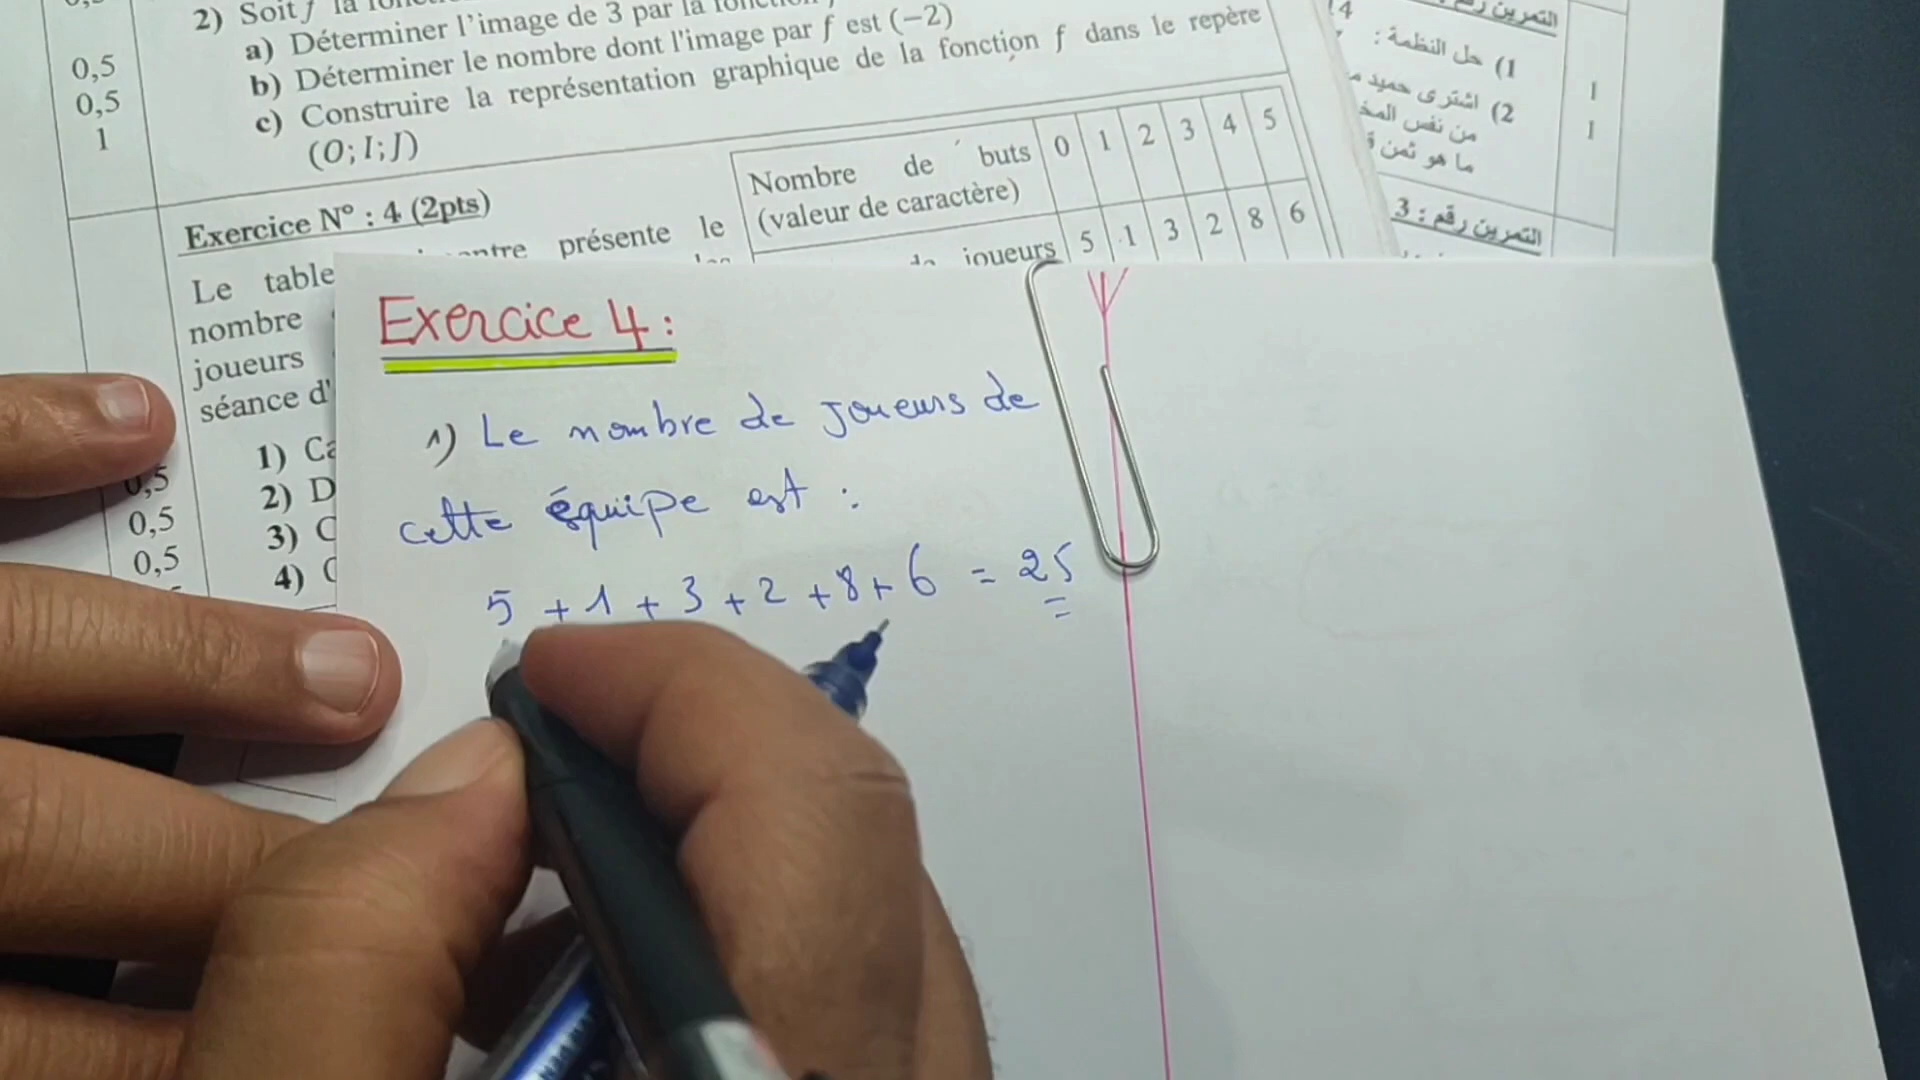 2) Soit f la
a) Déterminer l'image de 3 par la
b) Déterminer le nombre dont l'image par f est (−2)
c) Construire la représentation graphique de la fonction f dans le repère
(O; I; J)
0,5
0,5
1
Exercice N° : 4 (2pts)
Nombre de buts (valeur de caractère) 0 1 2 3 4 5
joueurs 5 1 3 2 8 6
présente le
Le
nombre
joueurs
séance d'
1)
2) D
3)
4)
0,5
0,5
0,5
Exercice 4 :
1) Le nombre de joueurs de
cette équipe est :
5 + 1 + 3 + 2 + 8 + 6 = 25
التمرين
1) حل النظمة :
2) اشترى حميد
من نفس
ما هو ثمن
التمرين رقم : 3
1
1